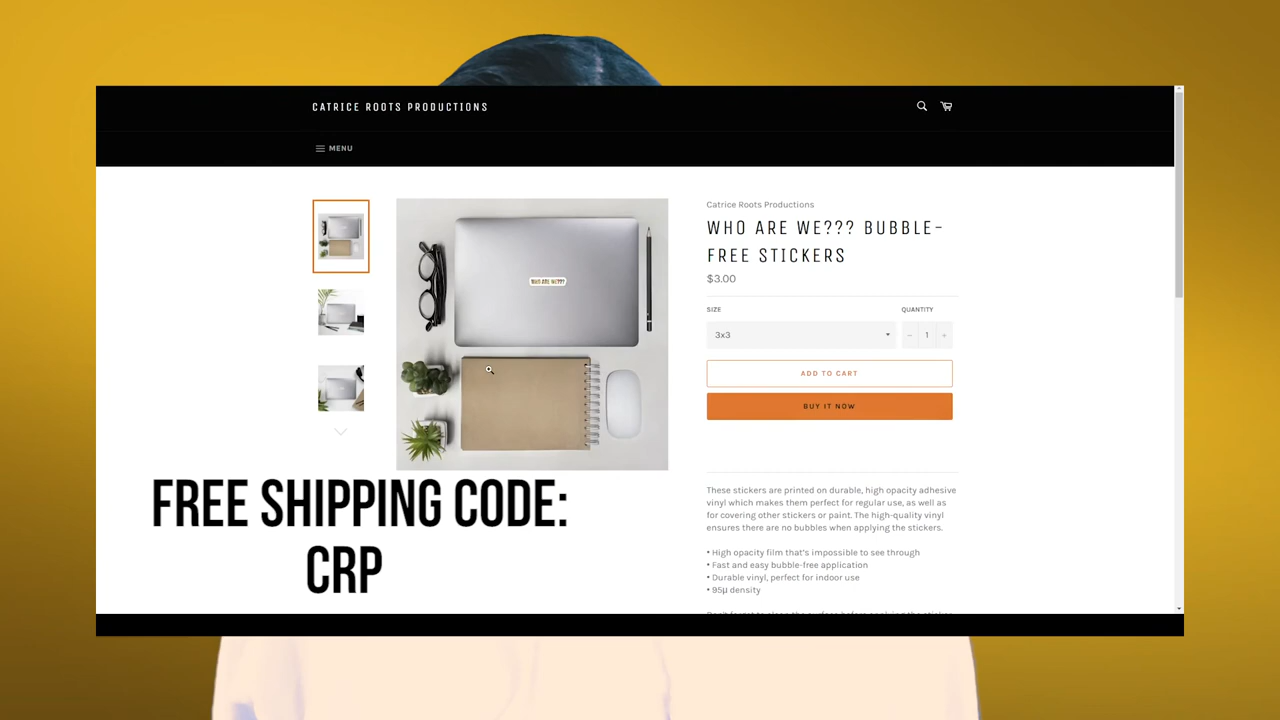 CATRICE ROOTS PRODUCTIONS
MENU
WHO ARE WE???
Catrice Roots Productions
WHO ARE WE??? BUBBLE-
FREE STICKERS
$3.00
SIZE
QUANTITY
3x3
− 1 +
ADD TO CART
BUY IT NOW
These stickers are printed on durable, high opacity adhesive
vinyl which makes them perfect for regular use, as well as
for covering other stickers or paint. The high-quality vinyl
ensures there are no bubbles when applying the stickers.
• High opacity film that's impossible to see through
• Fast and easy bubble-free application
• Durable vinyl, perfect for indoor use
• 95µ density
FREE SHIPPING CODE:
CRP